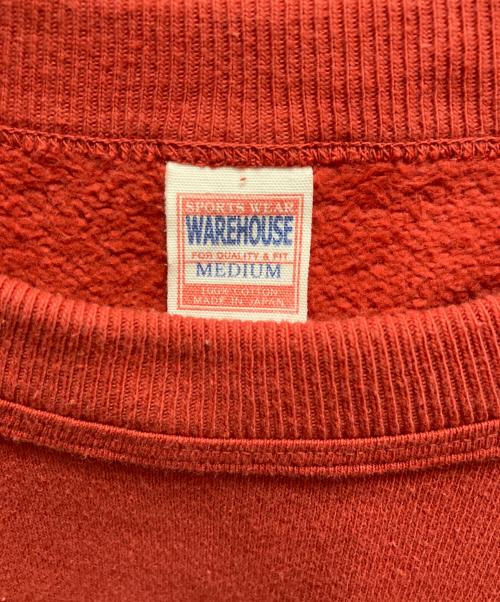 SPORTS WEAR
WAREHOUSE
FOR QUALITY & FIT
MEDIUM
100% COTTON
MADE IN JAPAN